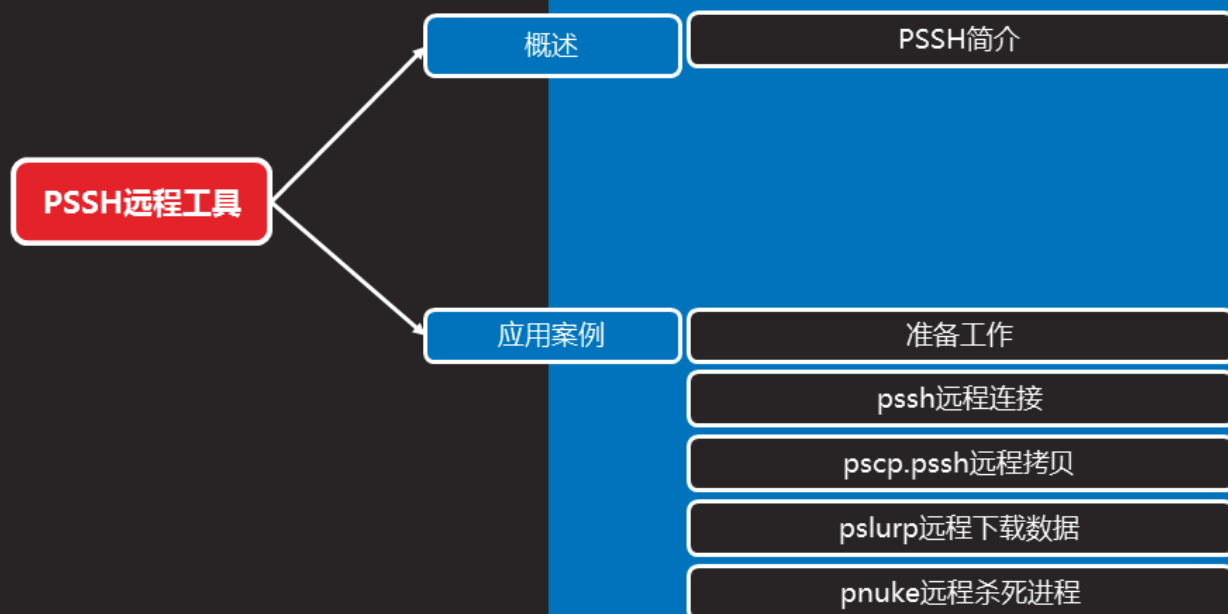 PSSH远程工具
概述
PSSH简介
应用案例
准备工作
pssh远程连接
pscp.pssh远程拷贝
pslurp远程下载数据
pnuke远程杀死进程